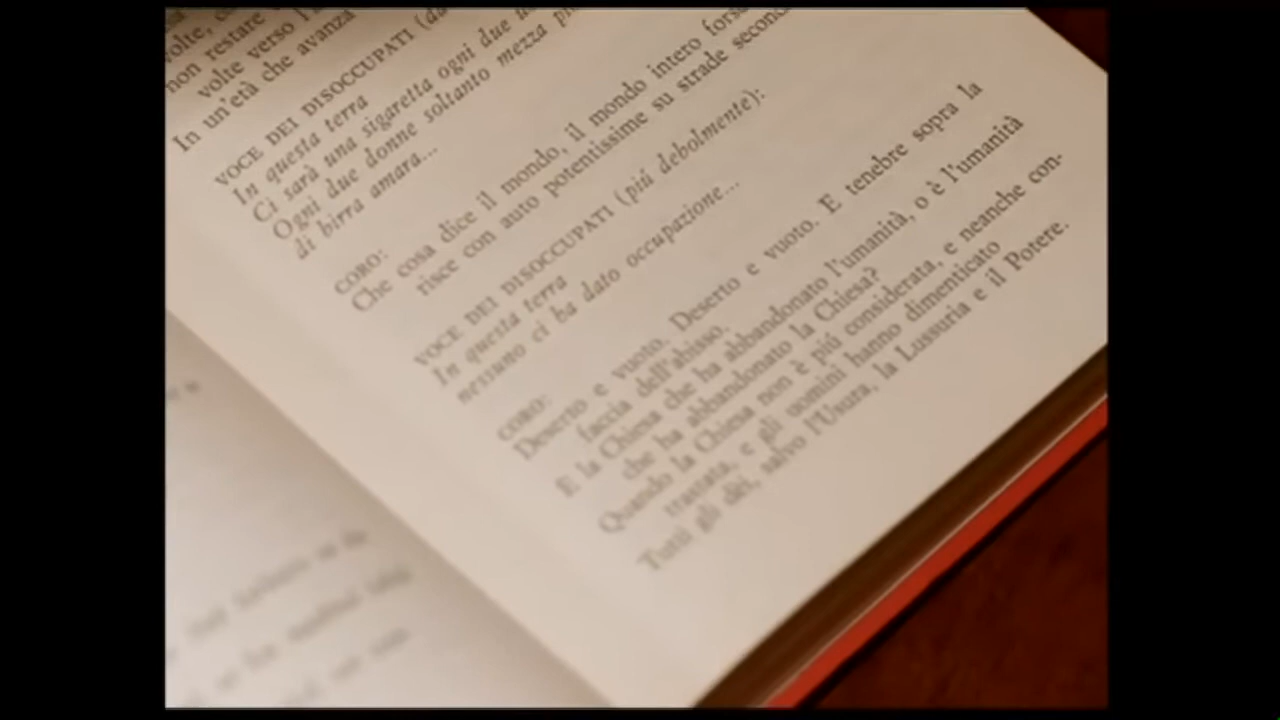 volte,
non restare
volte verso
In un'età che avanza
VOCE DEI DISOCCUPATI
In questa terra
Ci sarà una sigaretta ogni due
Ogni due donne soltanto mezza
di birra amara...
CORO:
Che cosa dice il mondo, il mondo intero
risce con auto potentissime su strade
VOCE DEI DISOCCUPATI (piú debolmente):
In questa terra
nessuno ci ha dato occupazione...
CORO:
Deserto e vuoto. Deserto e vuoto. E tenebre sopra la
faccia dell'abisso.
E la Chiesa che ha abbandonato l'umanità, o è l'umanità
che ha abbandonato la Chiesa?
Quando la Chiesa non è piú considerata, e neanche con-
trastata, e gli uomini hanno dimenticato
Tutti gli dèi, salvo l'Usura, la Lussuria e il Potere.